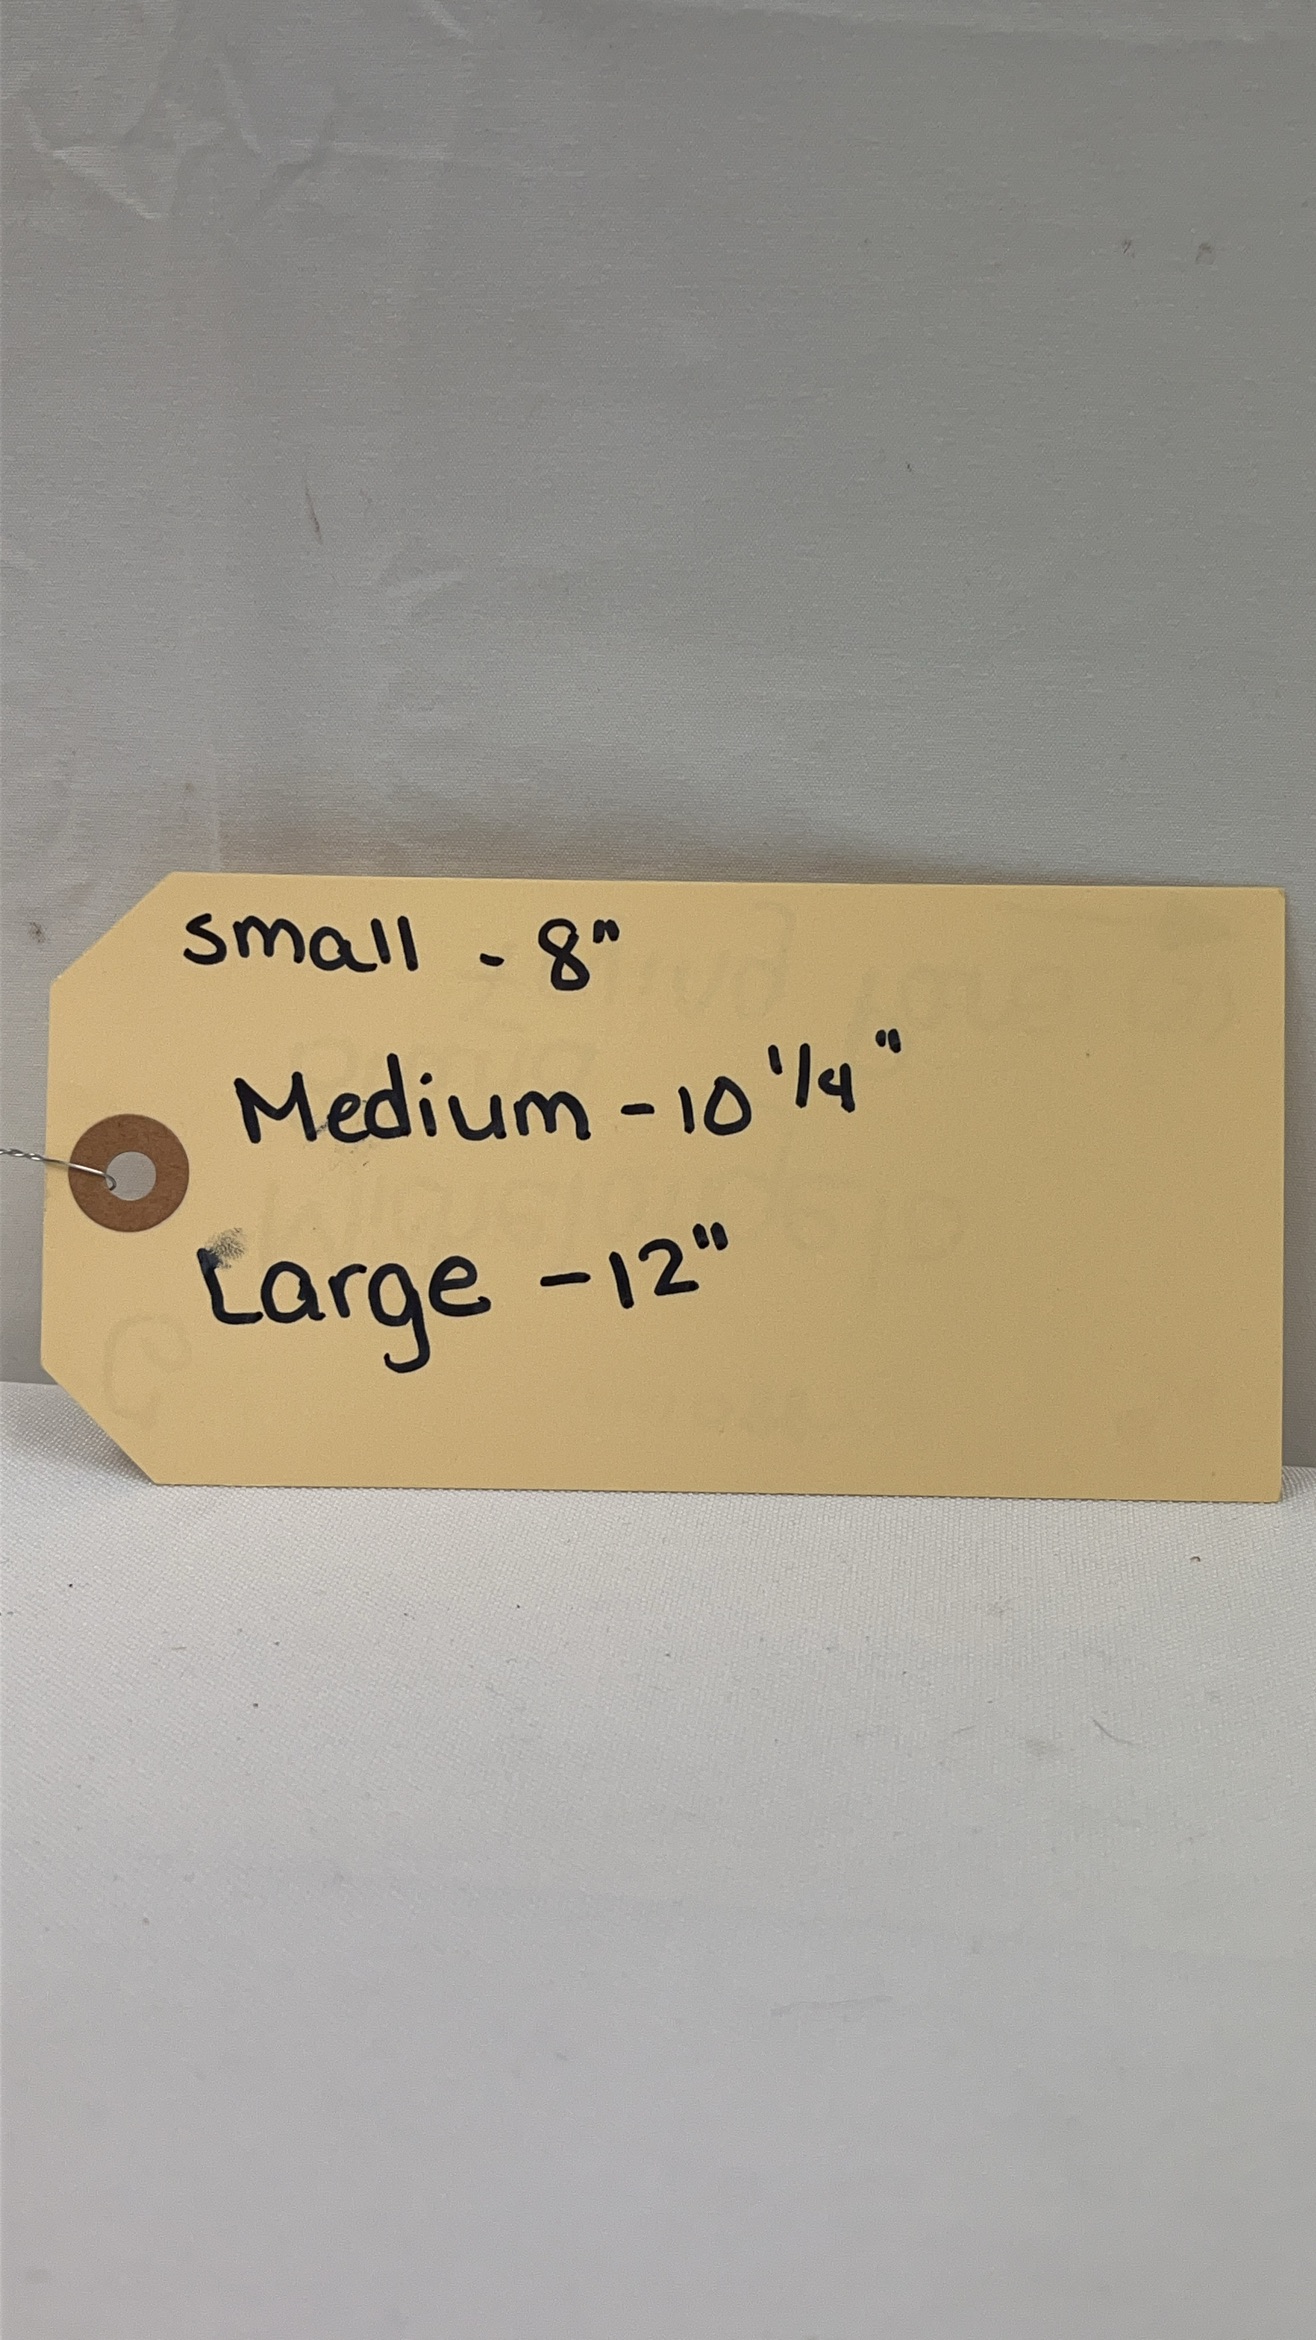 small - 8"
Medium - 10 1/4"
Large - 12"